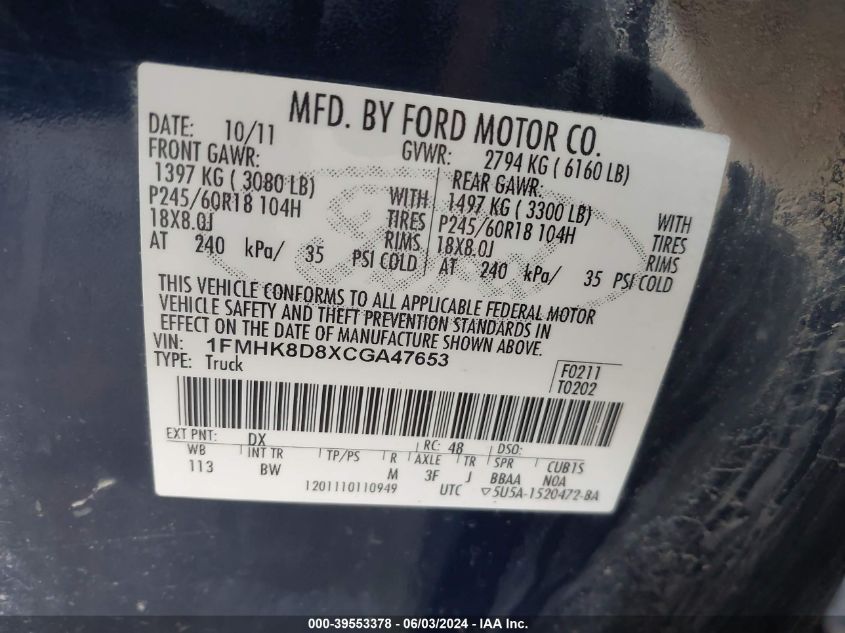 MFD. BY FORD MOTOR CO.
DATE: 10/11 GVWR: 2794 KG ( 6160 LB)
FRONT GAWR: REAR GAWR:
1397 KG ( 3080 LB) WITH 1497 KG ( 3300 LB) WITH
P245/60R18 104H TIRES P245/60R18 104H TIRES
18X8.0J RIMS 18X8.0J RIMS
AT 240 kPa/ 35 PSI COLD AT 240 kPa/ 35 PSI COLD
THIS VEHICLE CONFORMS TO ALL APPLICABLE FEDERAL MOTOR
VEHICLE SAFETY AND THEFT PREVENTION STANDARDS IN
EFFECT ON THE DATE OF MANUFACTURE SHOWN ABOVE.
VIN: 1FMHK8D8XCGA47653
TYPE: Truck
F0211
T0202
EXT PNT: DX RC: 48 DSO:
WB INT TR TP/PS R AXLE TR SPR CUBTS
113 BW M 3F J BBAA NOA
1201110110949 UTC ▽5U5A-1520472-BA
000-39553378 - 06/03/2024 - IAA Inc.